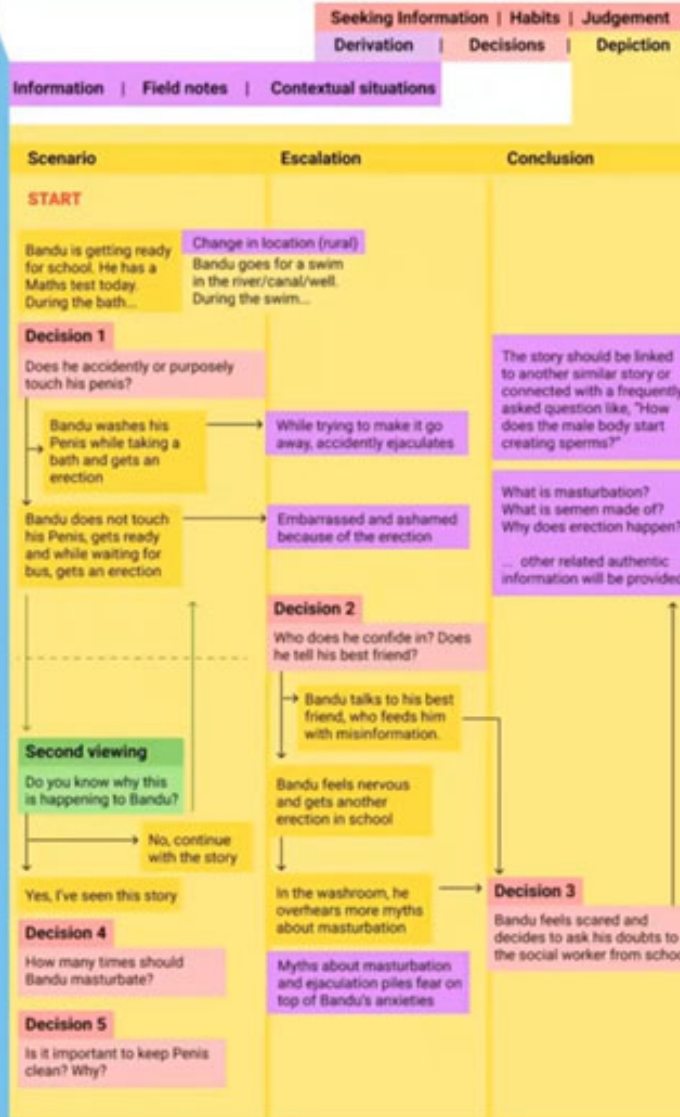 Seeking Information | Habits | Judgement
Derivation | Decisions | Depiction
Information | Field notes | Contextual situations
Scenario
Escalation
Conclusion
START
Bandu is getting ready
for school. He has a
Maths test today.
During the bath...
Change in location (rural)
Bandu goes for a swim
in the river/canal/well.
During the swim...
Decision 1
Does he accidently or purposely
touch his penis?
Bandu washes his
Penis while taking a
bath and gets an
erection
While trying to make it go
away, accidently ejaculates
Bandu does not touch
his Penis, gets ready
and while waiting for
bus, gets an erection
Embarrassed and ashamed
because of the erection
The story should be linked
to another similar story or
connected with a frequently
asked question like, "How
does the male body start
creating sperms?"
What is masturbation?
What is semen made of?
Why does erection happen?
... other related authentic
information will be provided
Decision 2
Who does he confide in? Does
he tell his best friend?
Bandu talks to his best
friend, who feeds him
with misinformation.
Second viewing
Do you know why this
is happening to Bandu?
Bandu feels nervous
and gets another
erection in school
No, continue
with the story
Yes, I've seen this story
In the washroom, he
overhears more myths
about masturbation
Decision 3
Bandu feels scared and
decides to ask his doubts to
the social worker from schoo
Decision 4
How many times should
Bandu masturbate?
Myths about masturbation
and ejaculation piles fear on
top of Bandu's anxieties
Decision 5
Is it important to keep Penis
clean? Why?